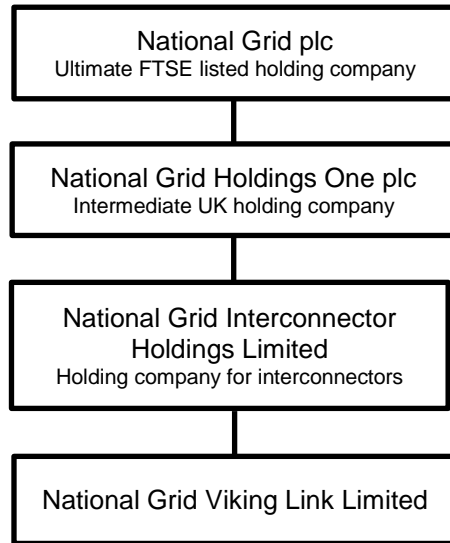 National Grid plc
Ultimate FTSE listed holding company
National Grid Holdings One plc
Intermediate UK holding company
National Grid Interconnector
Holdings Limited
Holding company for interconnectors
National Grid Viking Link Limited